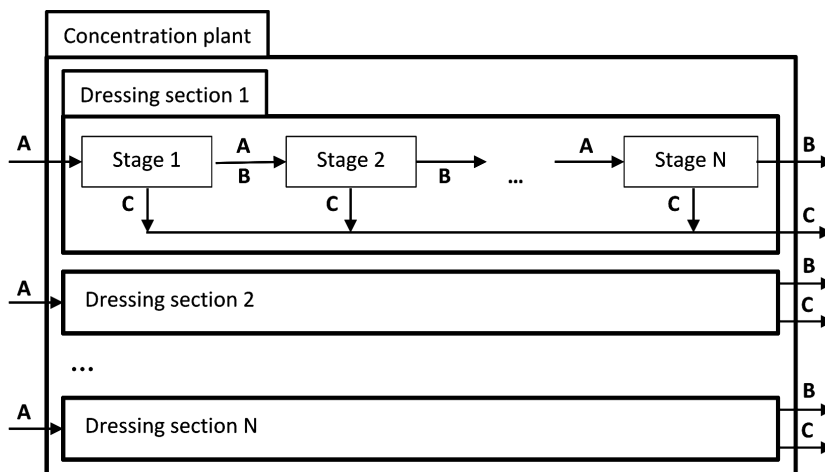 Concentration plant
Dressing section 1
A
Stage 1
A
B
Stage 2
B
...
A
Stage N
B
C
C
C
C
A
Dressing section 2
B
C
...
A
Dressing section N
B
C